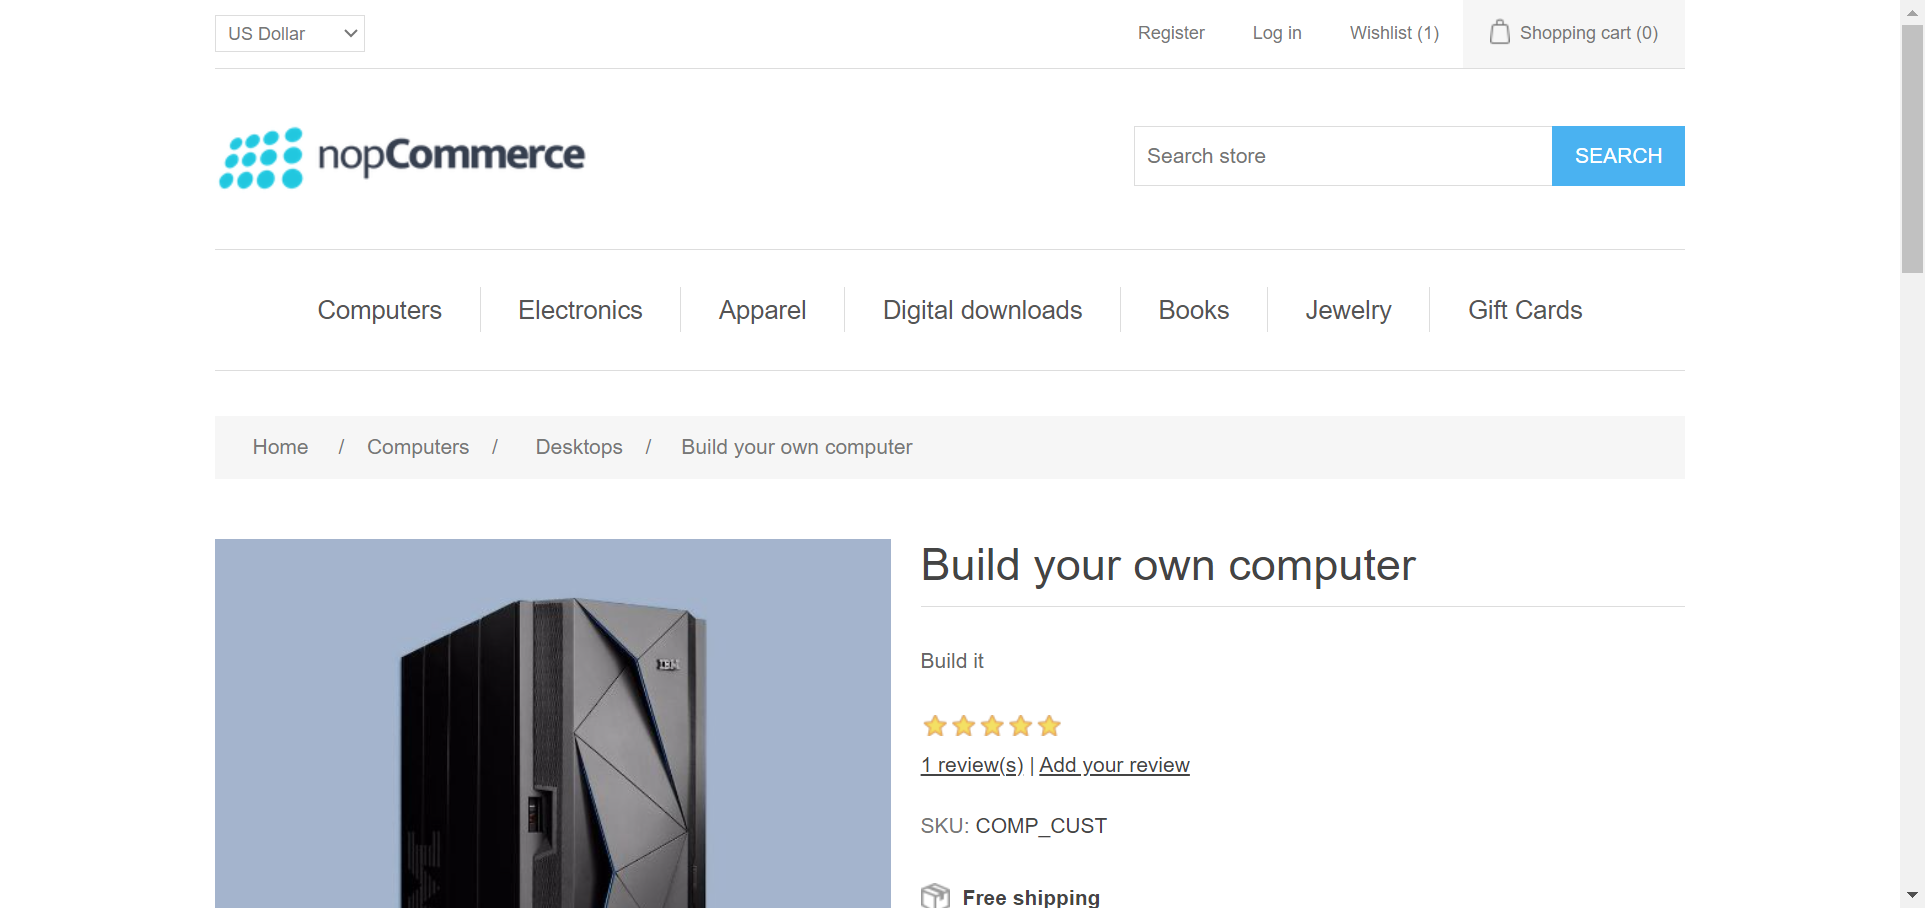 US Dollar
Register
Log in
Wishlist (1)
Shopping cart (0)
nopCommerce
Search store
SEARCH
Computers
Electronics
Apparel
Digital downloads
Books
Jewelry
Gift Cards
Home / Computers / Desktops / Build your own computer
Build your own computer
IBM
Build it
1 review(s) | Add your review
SKU: COMP_CUST
Free shipping